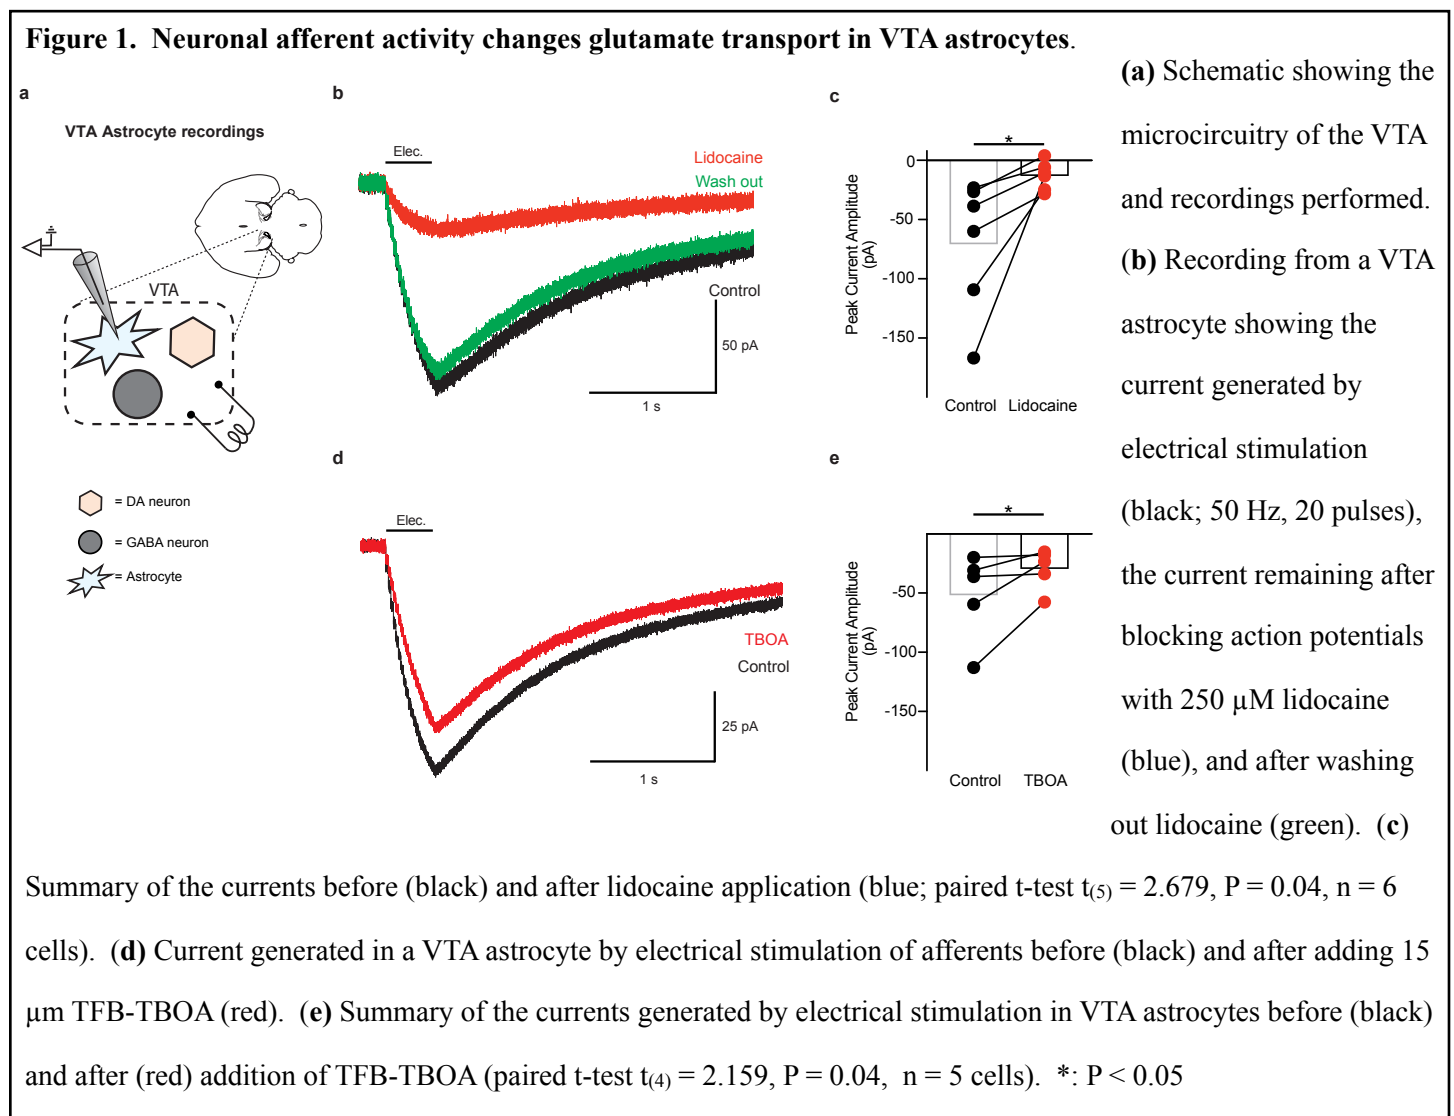 Figure 1.  Neuronal afferent activity changes glutamate transport in VTA astrocytes.
a
VTA Astrocyte recordings
VTA
= DA neuron
= GABA neuron
= Astrocyte
b
Elec.
Lidocaine
Wash out
Control
50 pA
1 s
c
*
Peak Current Amplitude
(pA)
0
-50
-100
-150
Control
Lidocaine
d
Elec.
TBOA
Control
25 pA
1 s
e
*
Peak Current Amplitude
(pA)
-50
-100
-150
Control
TBOA
(a) Schematic showing the
microcircuitry of the VTA
and recordings performed.
(b) Recording from a VTA
astrocyte showing the
current generated by
electrical stimulation
(black; 50 Hz, 20 pulses),
the current remaining after
blocking action potentials
with 250 µM lidocaine
(blue), and after washing
out lidocaine (green).  (c)
Summary of the currents before (black) and after lidocaine application (blue; paired t-test t(5) = 2.679, P = 0.04, n = 6
cells).  (d) Current generated in a VTA astrocyte by electrical stimulation of afferents before (black) and after adding 15
µm TFB-TBOA (red).  (e) Summary of the currents generated by electrical stimulation in VTA astrocytes before (black)
and after (red) addition of TFB-TBOA (paired t-test t(4) = 2.159, P = 0.04,  n = 5 cells).  *: P < 0.05